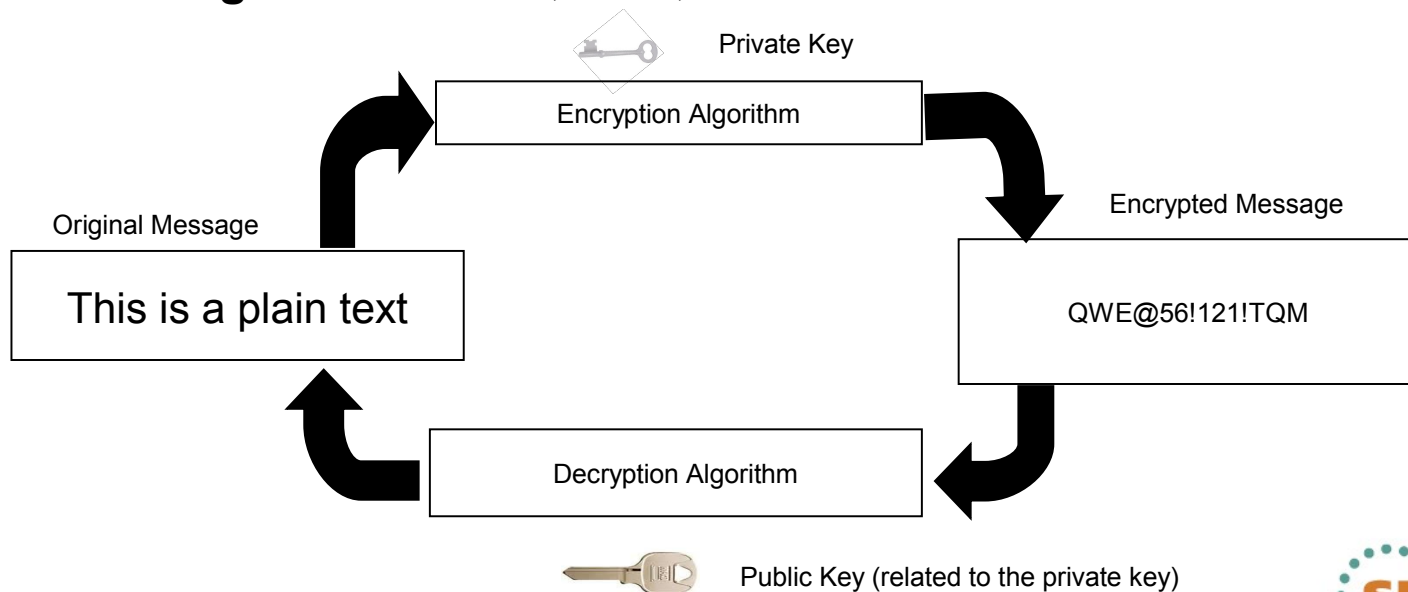 Private Key
Encryption Algorithm
Original Message
Encrypted Message
This is a plain text
QWE@56!121!TQM
Decryption Algorithm
Public Key (related to the private key)